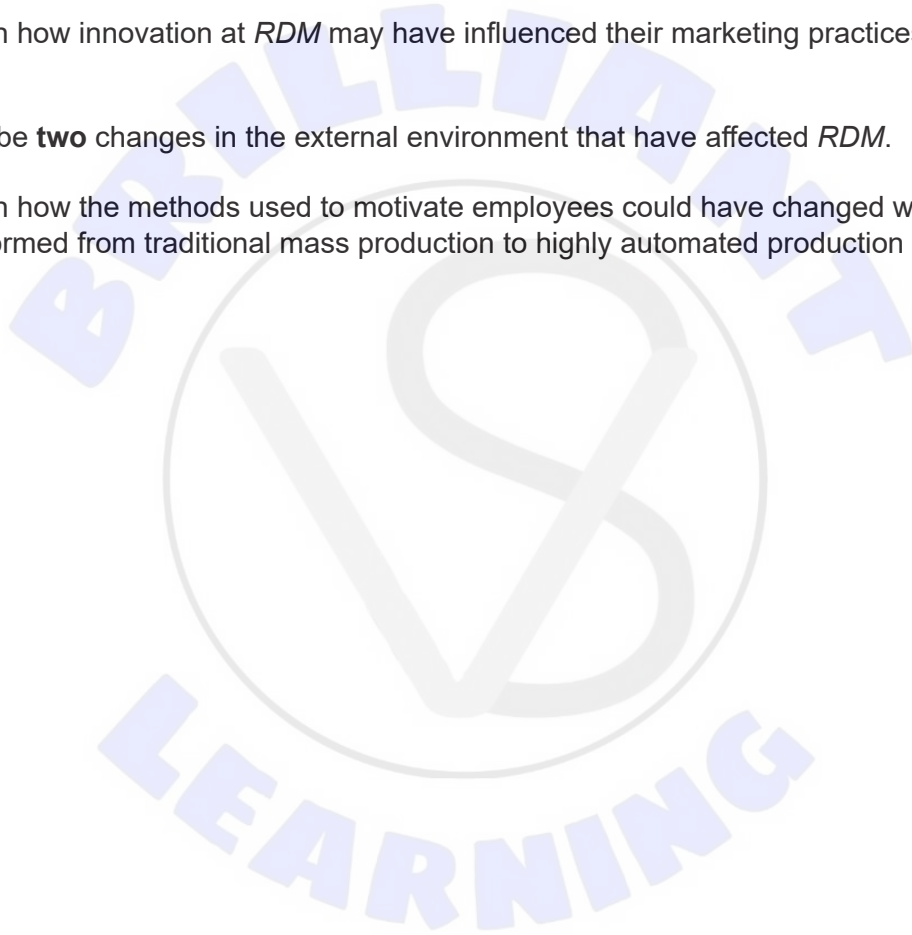 n how innovation at RDM may have influenced their marketing practices
be two changes in the external environment that have affected RDM.
n how the methods used to motivate employees could have changed w
ormed from traditional mass production to highly automated production
BRILLIANT
VS
LEARNING